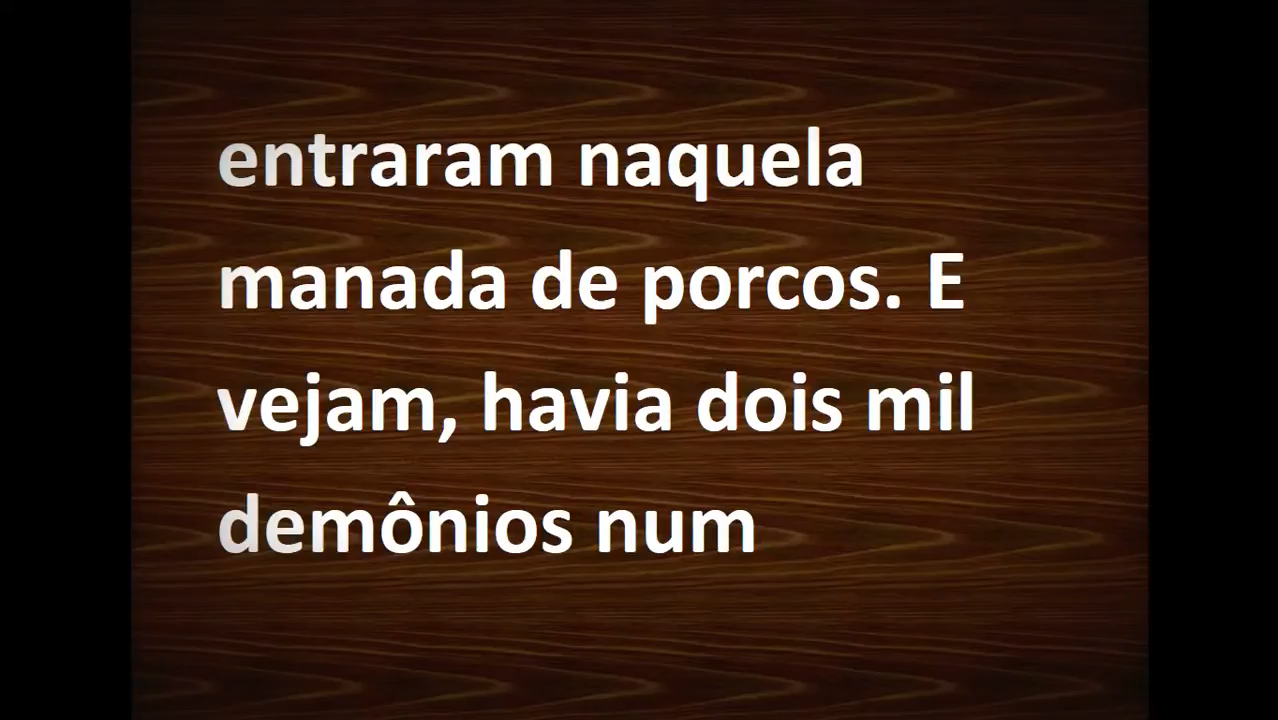 entraram naquela
manada de porcos. E
vejam, havia dois mil
demônios num